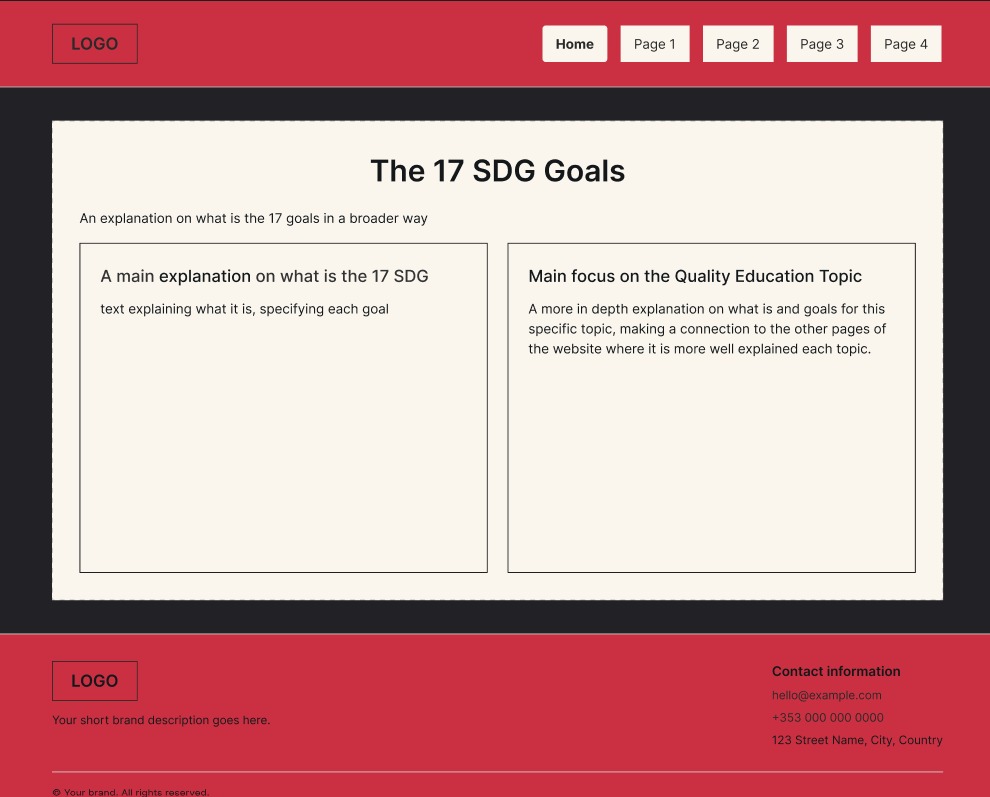 LOGO
Home
Page 1
Page 2
Page 3
Page 4
The 17 SDG Goals
An explanation on what is the 17 goals in a broader way
A main explanation on what is the 17 SDG
text explaining what it is, specifying each goal
Main focus on the Quality Education Topic
A more in depth explanation on what is and goals for this
specific topic, making a connection to the other pages of
the website where it is more well explained each topic.
LOGO
Your short brand description goes here.
Contact information
hello@example.com
+353 000 000 0000
123 Street Name, City, Country
© Your brand. All rights reserved.